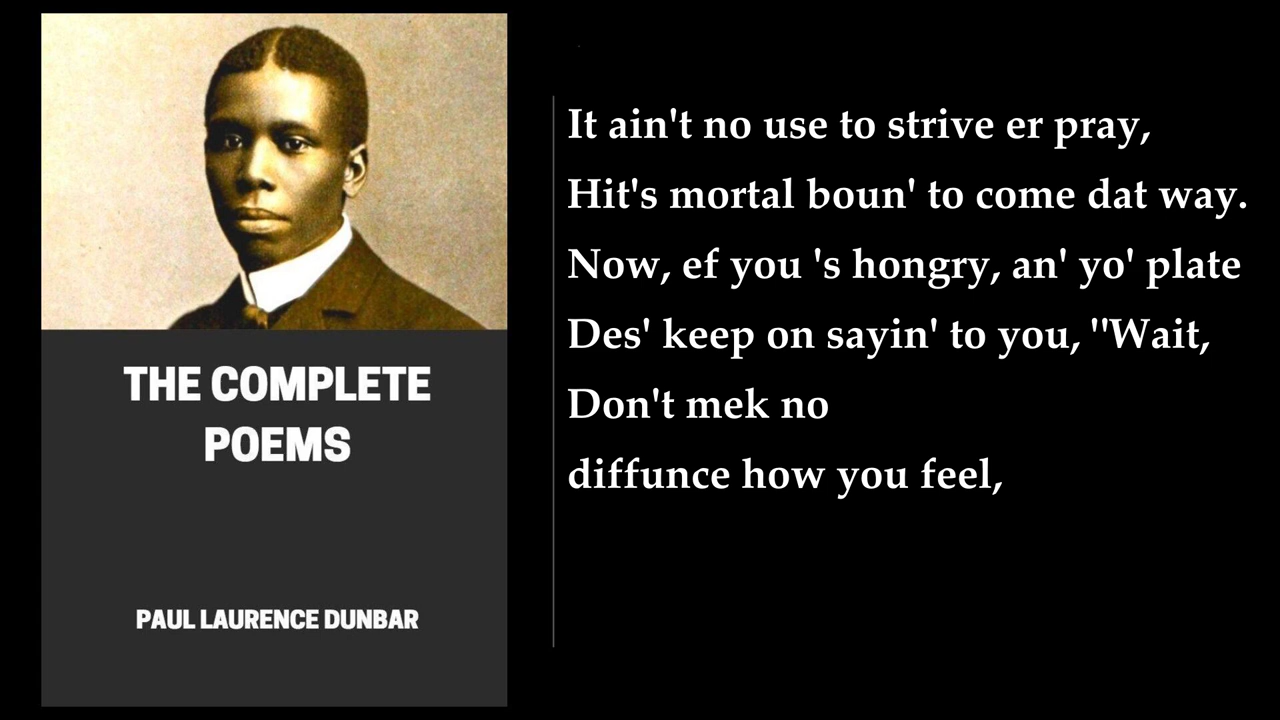 THE COMPLETE
POEMS
PAUL LAURENCE DUNBAR
It ain't no use to strive er pray,
Hit's mortal boun' to come dat way.
Now, ef you 's hongry, an' yo' plate
Des' keep on sayin' to you, "Wait,
Don't mek no
diffunce how you feel,